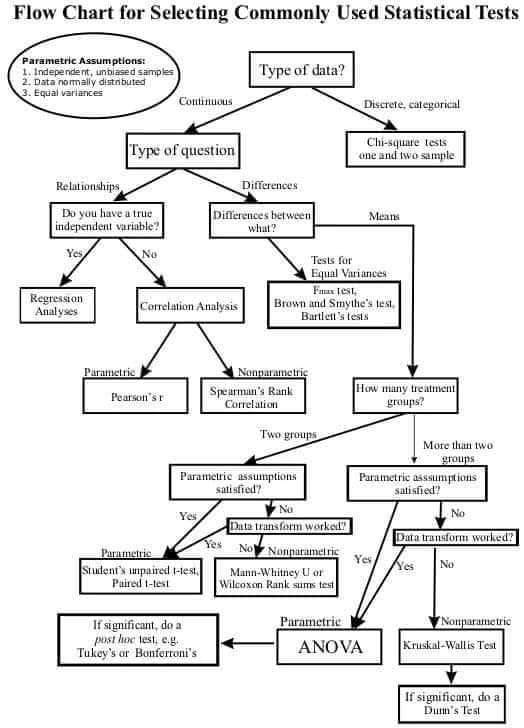 Flow Chart for Selecting Commonly Used Statistical Tests
Parametric Assumptions:
1. Independent, unbiased samples
2. Data normally distributed
3. Equal variances
Type of data?
Continuous
Discrete, categorical
Type of question
Chi-square tests
one and two sample
Relationships
Differences
Do you have a true
independent variable?
Differences between
what?
Means
Yes
No
Tests for
Equal Variances
Regression
Analyses
Correlation Analysis
Fmax test,
Brown and Smythe's test,
Bartlett's tests
Parametric
Nonparametric
Pearson's r
Spearman's Rank
Correlation
How many treatment
groups?
Two groups
More than two
groups
Parametric assumptions
satisfied?
Parametric asssumptions
satisfied?
Yes
No
No
Data transform worked?
Data transform worked?
Yes
No
Parametric
Nonparametric
Yes
Yes
No
Student's unpaired t-test,
Paired t-test
Mann-Whitney U or
Wilcoxon Rank sums test
If significant, do a
post hoc test, e.g.
Tukey's or Bonferroni's
Parametric
ANOVA
Nonparametric
Kruskal-Wallis Test
If significant, do a
Dunn's Test